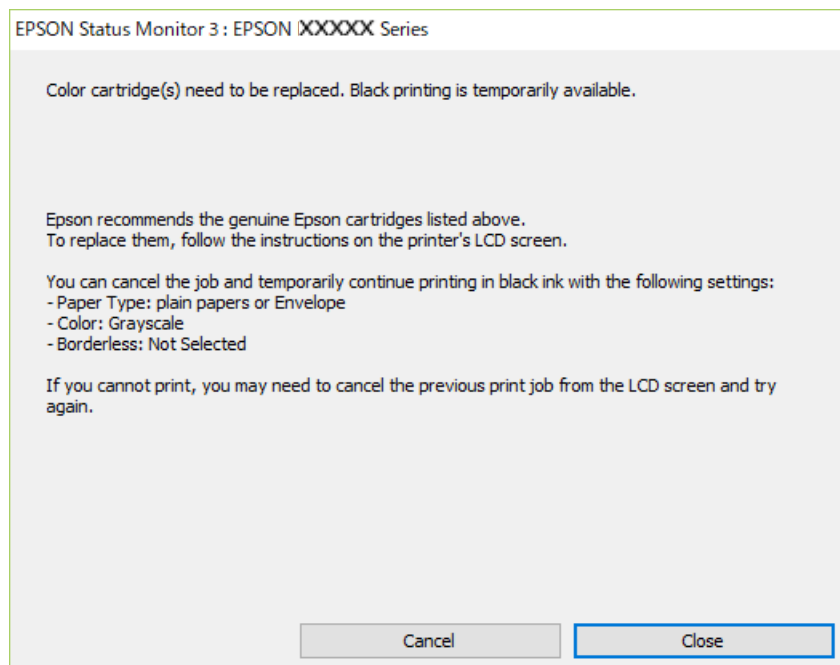 EPSON Status Monitor 3 : EPSON XXXXX Series
Color cartridge(s) need to be replaced. Black printing is temporarily available.
Epson recommends the genuine Epson cartridges listed above.
To replace them, follow the instructions on the printer's LCD screen.
You can cancel the job and temporarily continue printing in black ink with the following settings:
- Paper Type: plain papers or Envelope
- Color: Grayscale
- Borderless: Not Selected
If you cannot print, you may need to cancel the previous print job from the LCD screen and try
again.
Cancel
Close